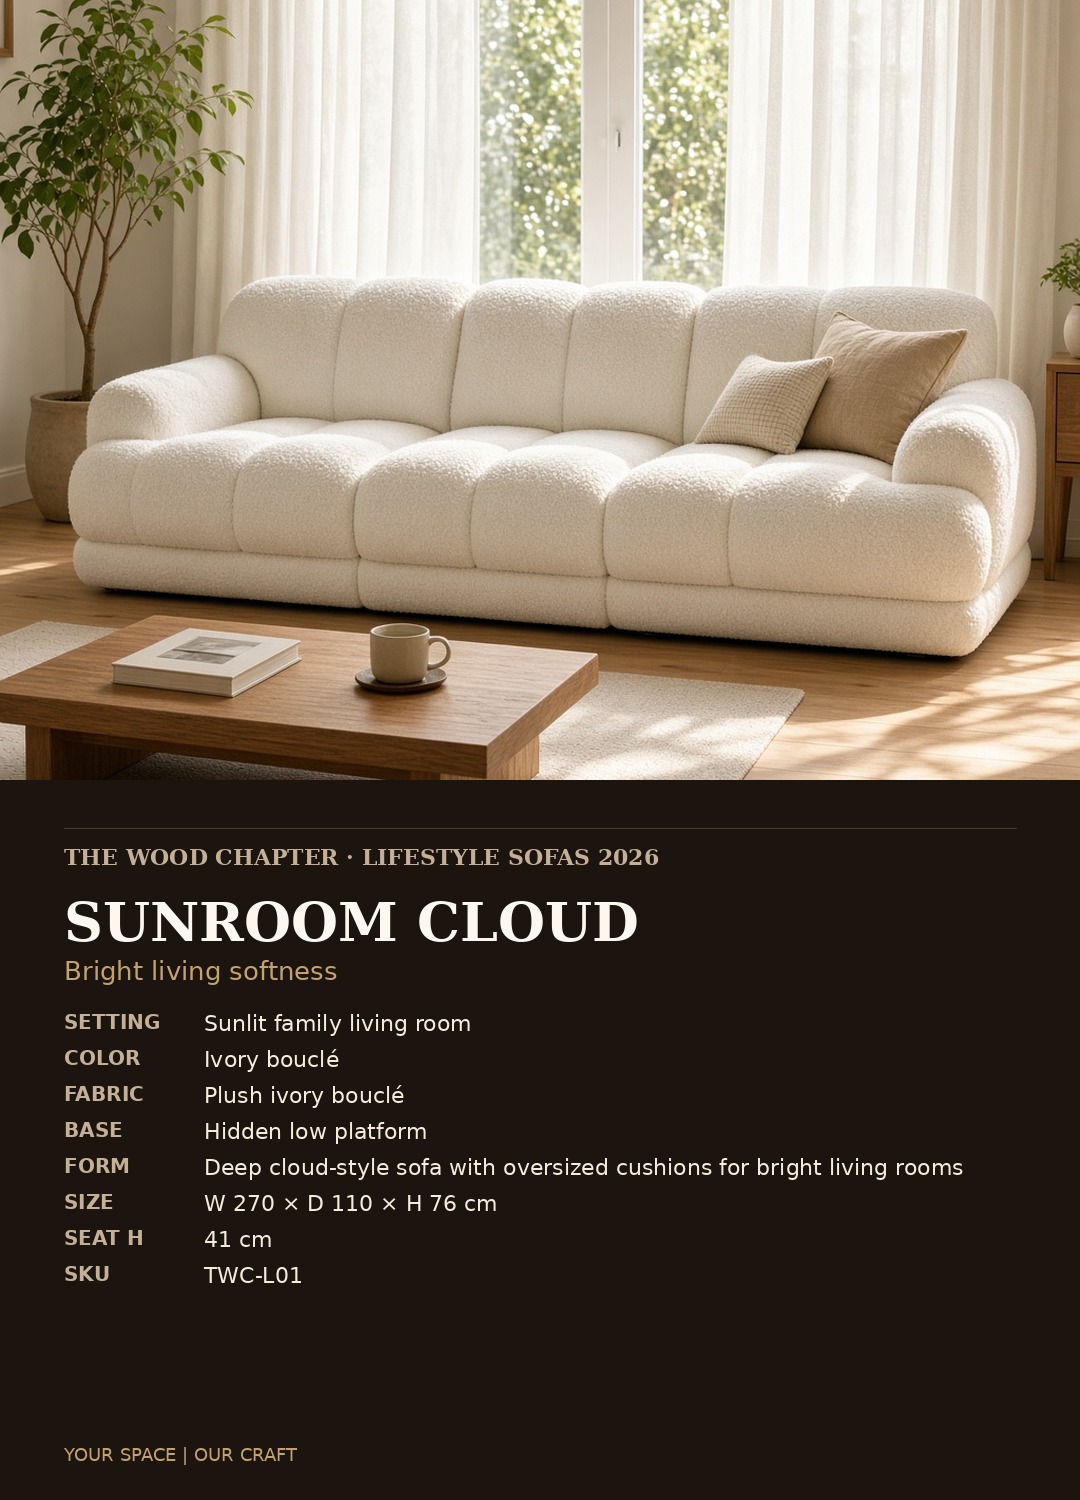 THE WOOD CHAPTER · LIFESTYLE SOFAS 2026
SUNROOM CLOUD
Bright living softness
SETTING Sunlit family living room
COLOR Ivory bouclé
FABRIC Plush ivory bouclé
BASE Hidden low platform
FORM Deep cloud-style sofa with oversized cushions for bright living rooms
SIZE W 270 × D 110 × H 76 cm
SEAT H 41 cm
SKU TWC-L01
YOUR SPACE | OUR CRAFT